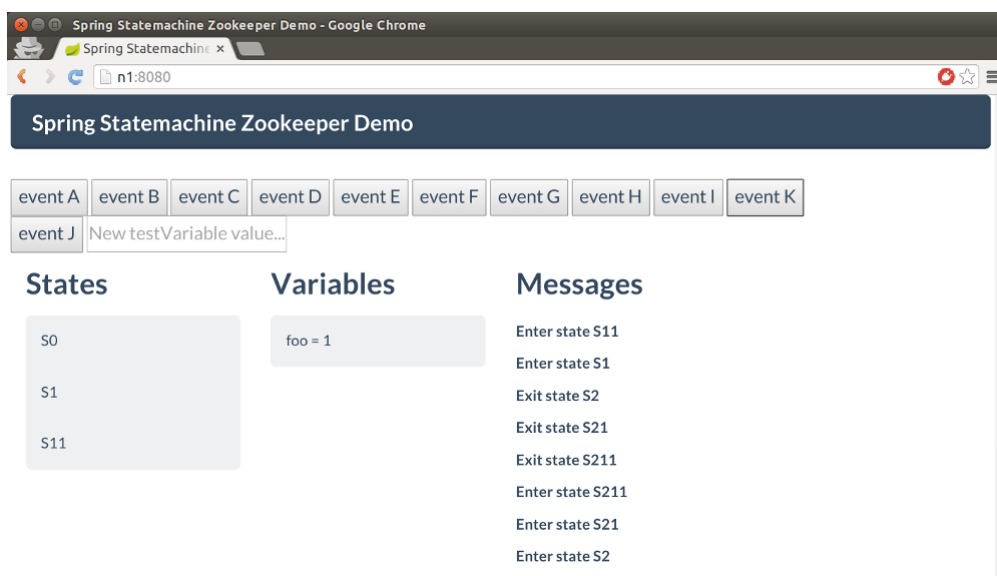 Spring Statemachine Zookeeper Demo - Google Chrome
Spring Statemachine
n1:8080
Spring Statemachine Zookeeper Demo
event A event B event C event D event E event F event G event H event I event K
event J New testVariable value...
States Variables Messages
S0
S1
S11
foo = 1
Enter state S11
Enter state S1
Exit state S2
Exit state S21
Exit state S211
Enter state S211
Enter state S21
Enter state S2